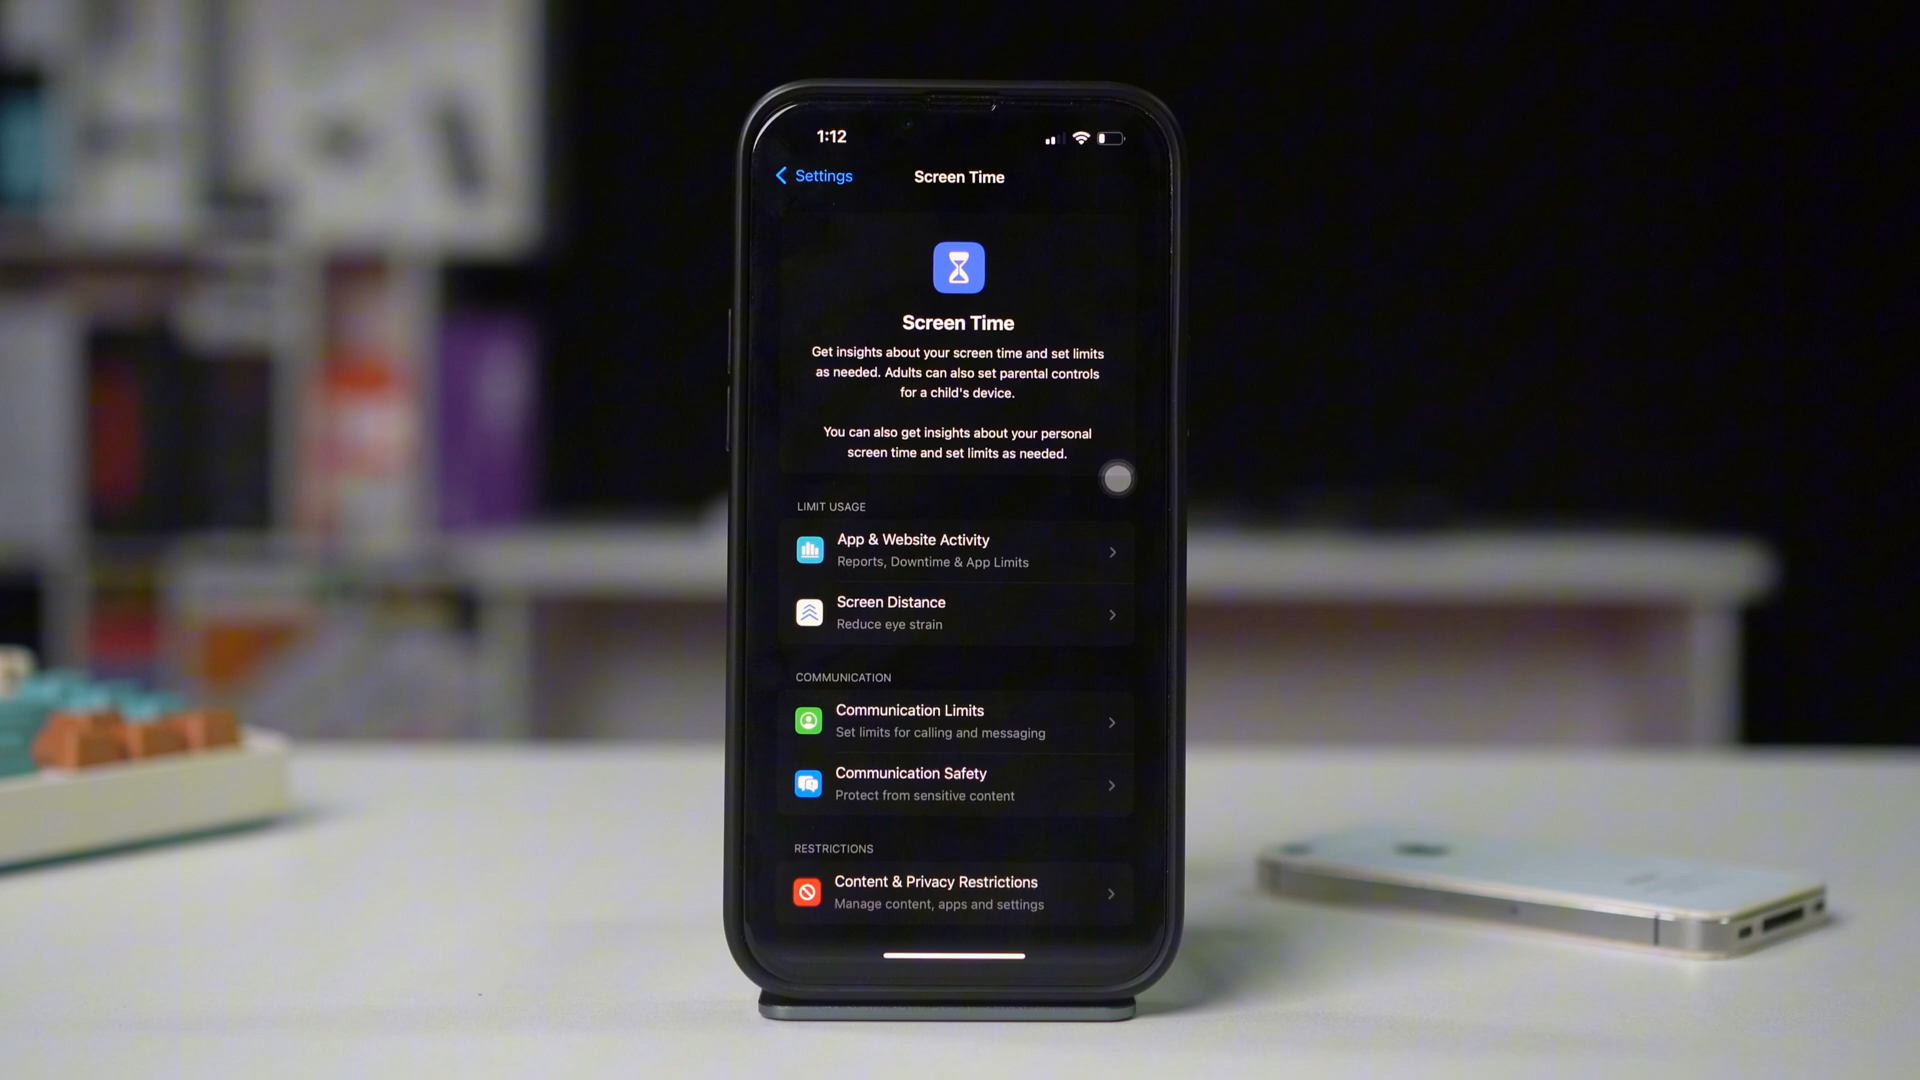 1:12
Settings
Screen Time
Screen Time
Get insights about your screen time and set limits
as needed. Adults can also set parental controls
for a child's device.
You can also get insights about your personal
screen time and set limits as needed.
LIMIT USAGE
App & Website Activity
Reports, Downtime & App Limits
Screen Distance
Reduce eye strain
COMMUNICATION
Communication Limits
Set limits for calling and messaging
Communication Safety
Protect from sensitive content
RESTRICTIONS
Content & Privacy Restrictions
Manage content, apps and settings